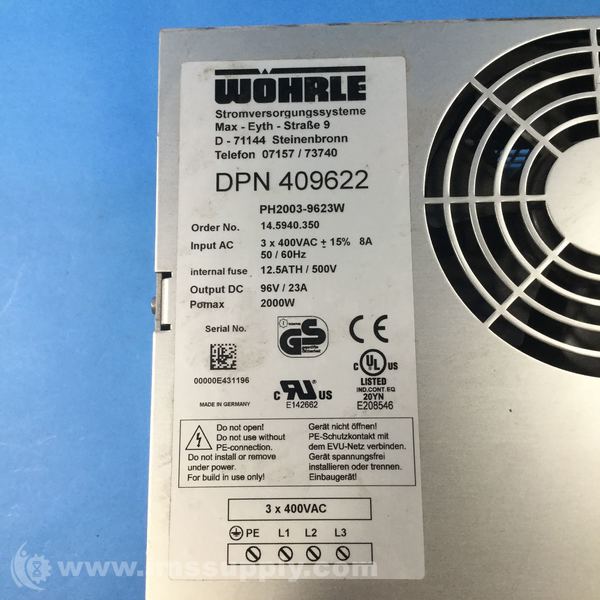 WÖHRLE
Stromversorgungssysteme
Max - Eyth - Straße 9
D - 71144 Steinenbronn
Telefon 07157 / 73740
DPN 409622
PH2003-9623W
Order No. 14.5940.350
Input AC 3 x 400VAC ± 15% 8A
50 / 60Hz
internal fuse 12.5ATH / 500V
Output DC 96V / 23A
Pomax 2000W
Serial No.
00000E431196
MADE IN GERMANY
geprüfte
Sicherheit
GS
CE
C UL US
LISTED
IND.CONT.EQ
20YN
E208546
C RU US
E142662
Do not open!
Do not use without
PE-connection.
Do not install or remove
under power.
For build in use only!
Gerät nicht öffnen!
PE-Schutzkontakt mit
dem EVU-Netz verbinden.
Gerät spannungsfrei
installieren oder trennen.
Einbaugerät!
3 x 400VAC
PE L1 L2 L3
www.imssupply.com